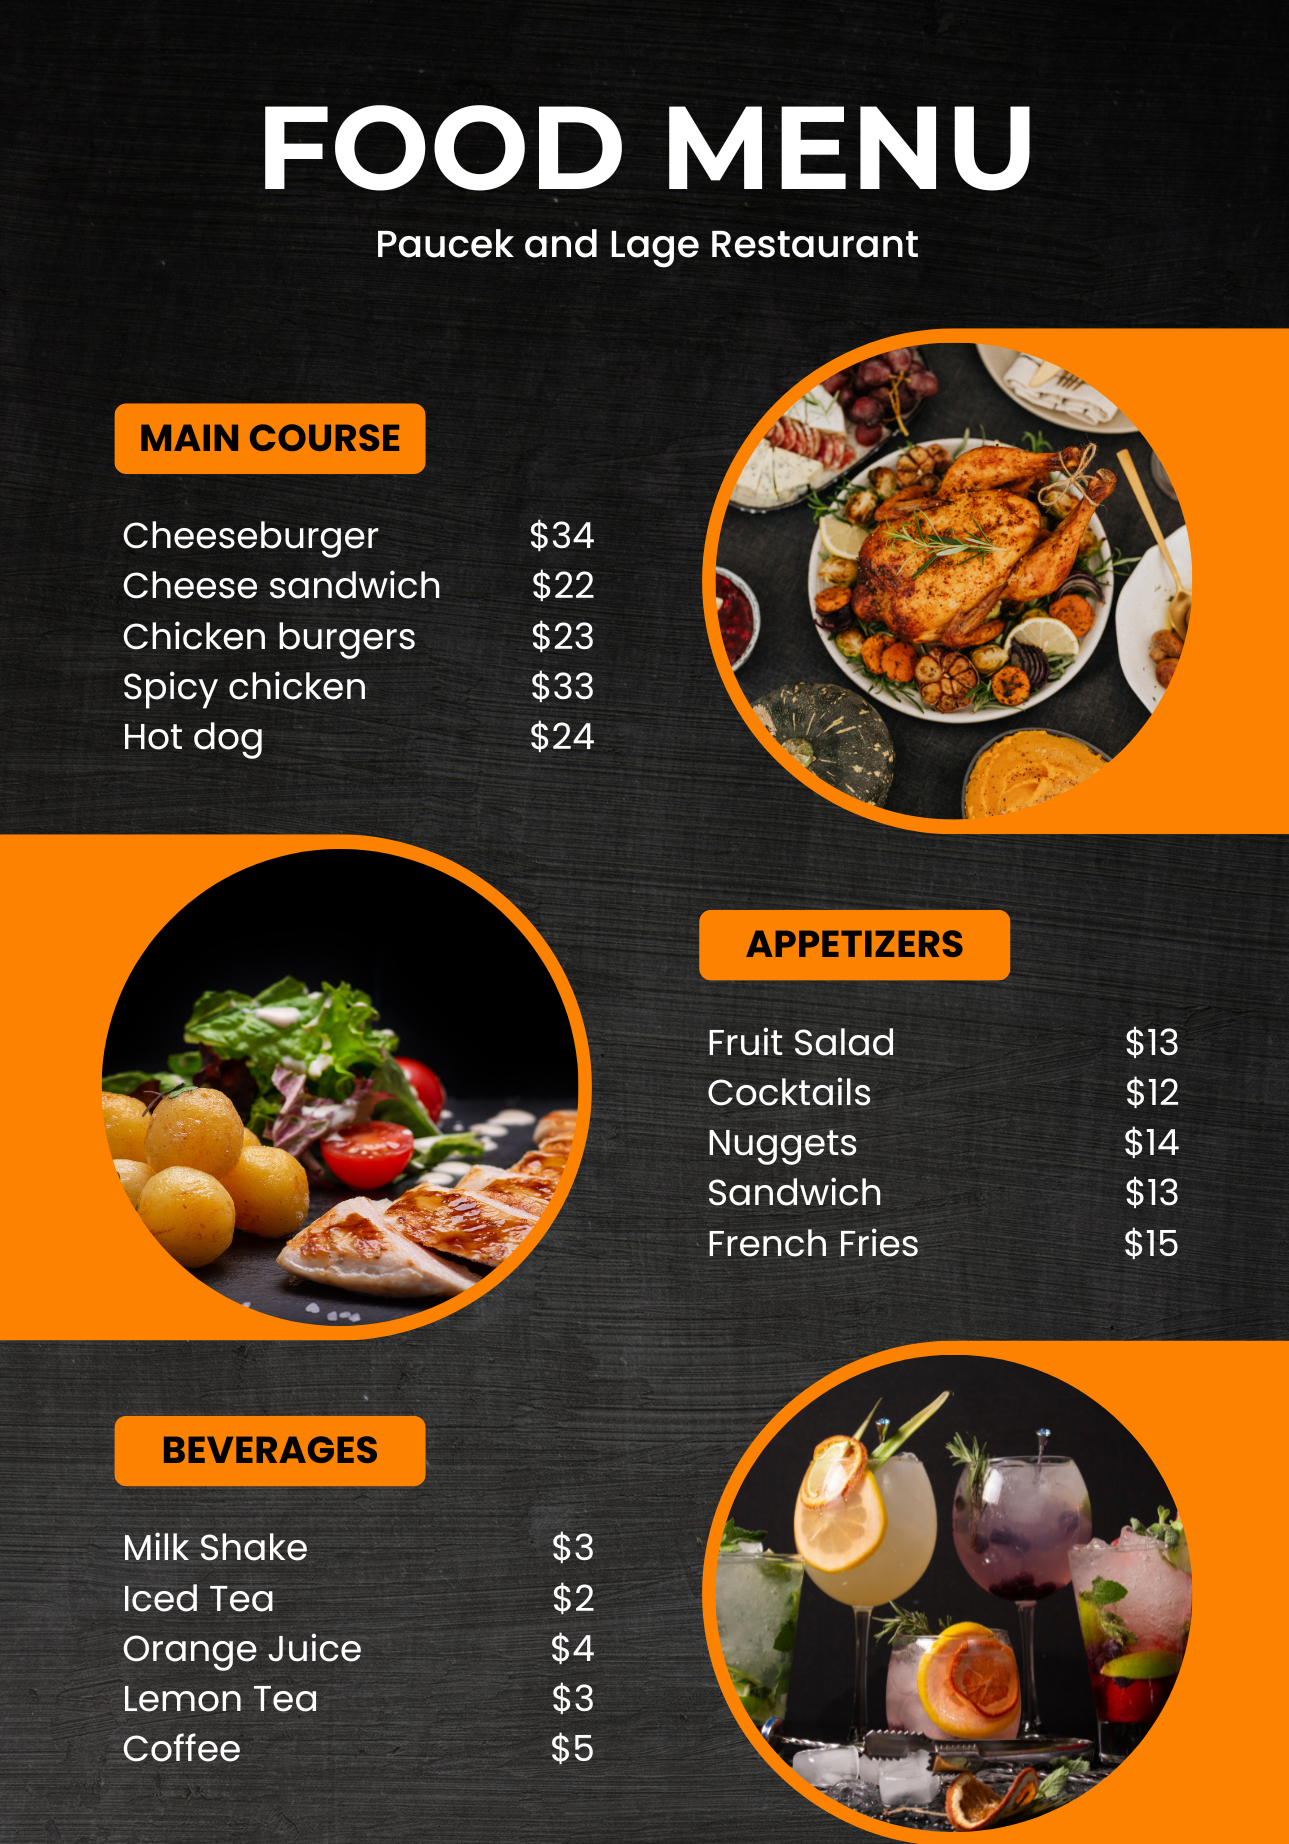 FOOD MENU
Paucek and Lage Restaurant
MAIN COURSE
Cheeseburger $34
Cheese sandwich $22
Chicken burgers $23
Spicy chicken $33
Hot dog $24
APPETIZERS
Fruit Salad $13
Cocktails $12
Nuggets $14
Sandwich $13
French Fries $15
BEVERAGES
Milk Shake $3
Iced Tea $2
Orange Juice $4
Lemon Tea $3
Coffee $5